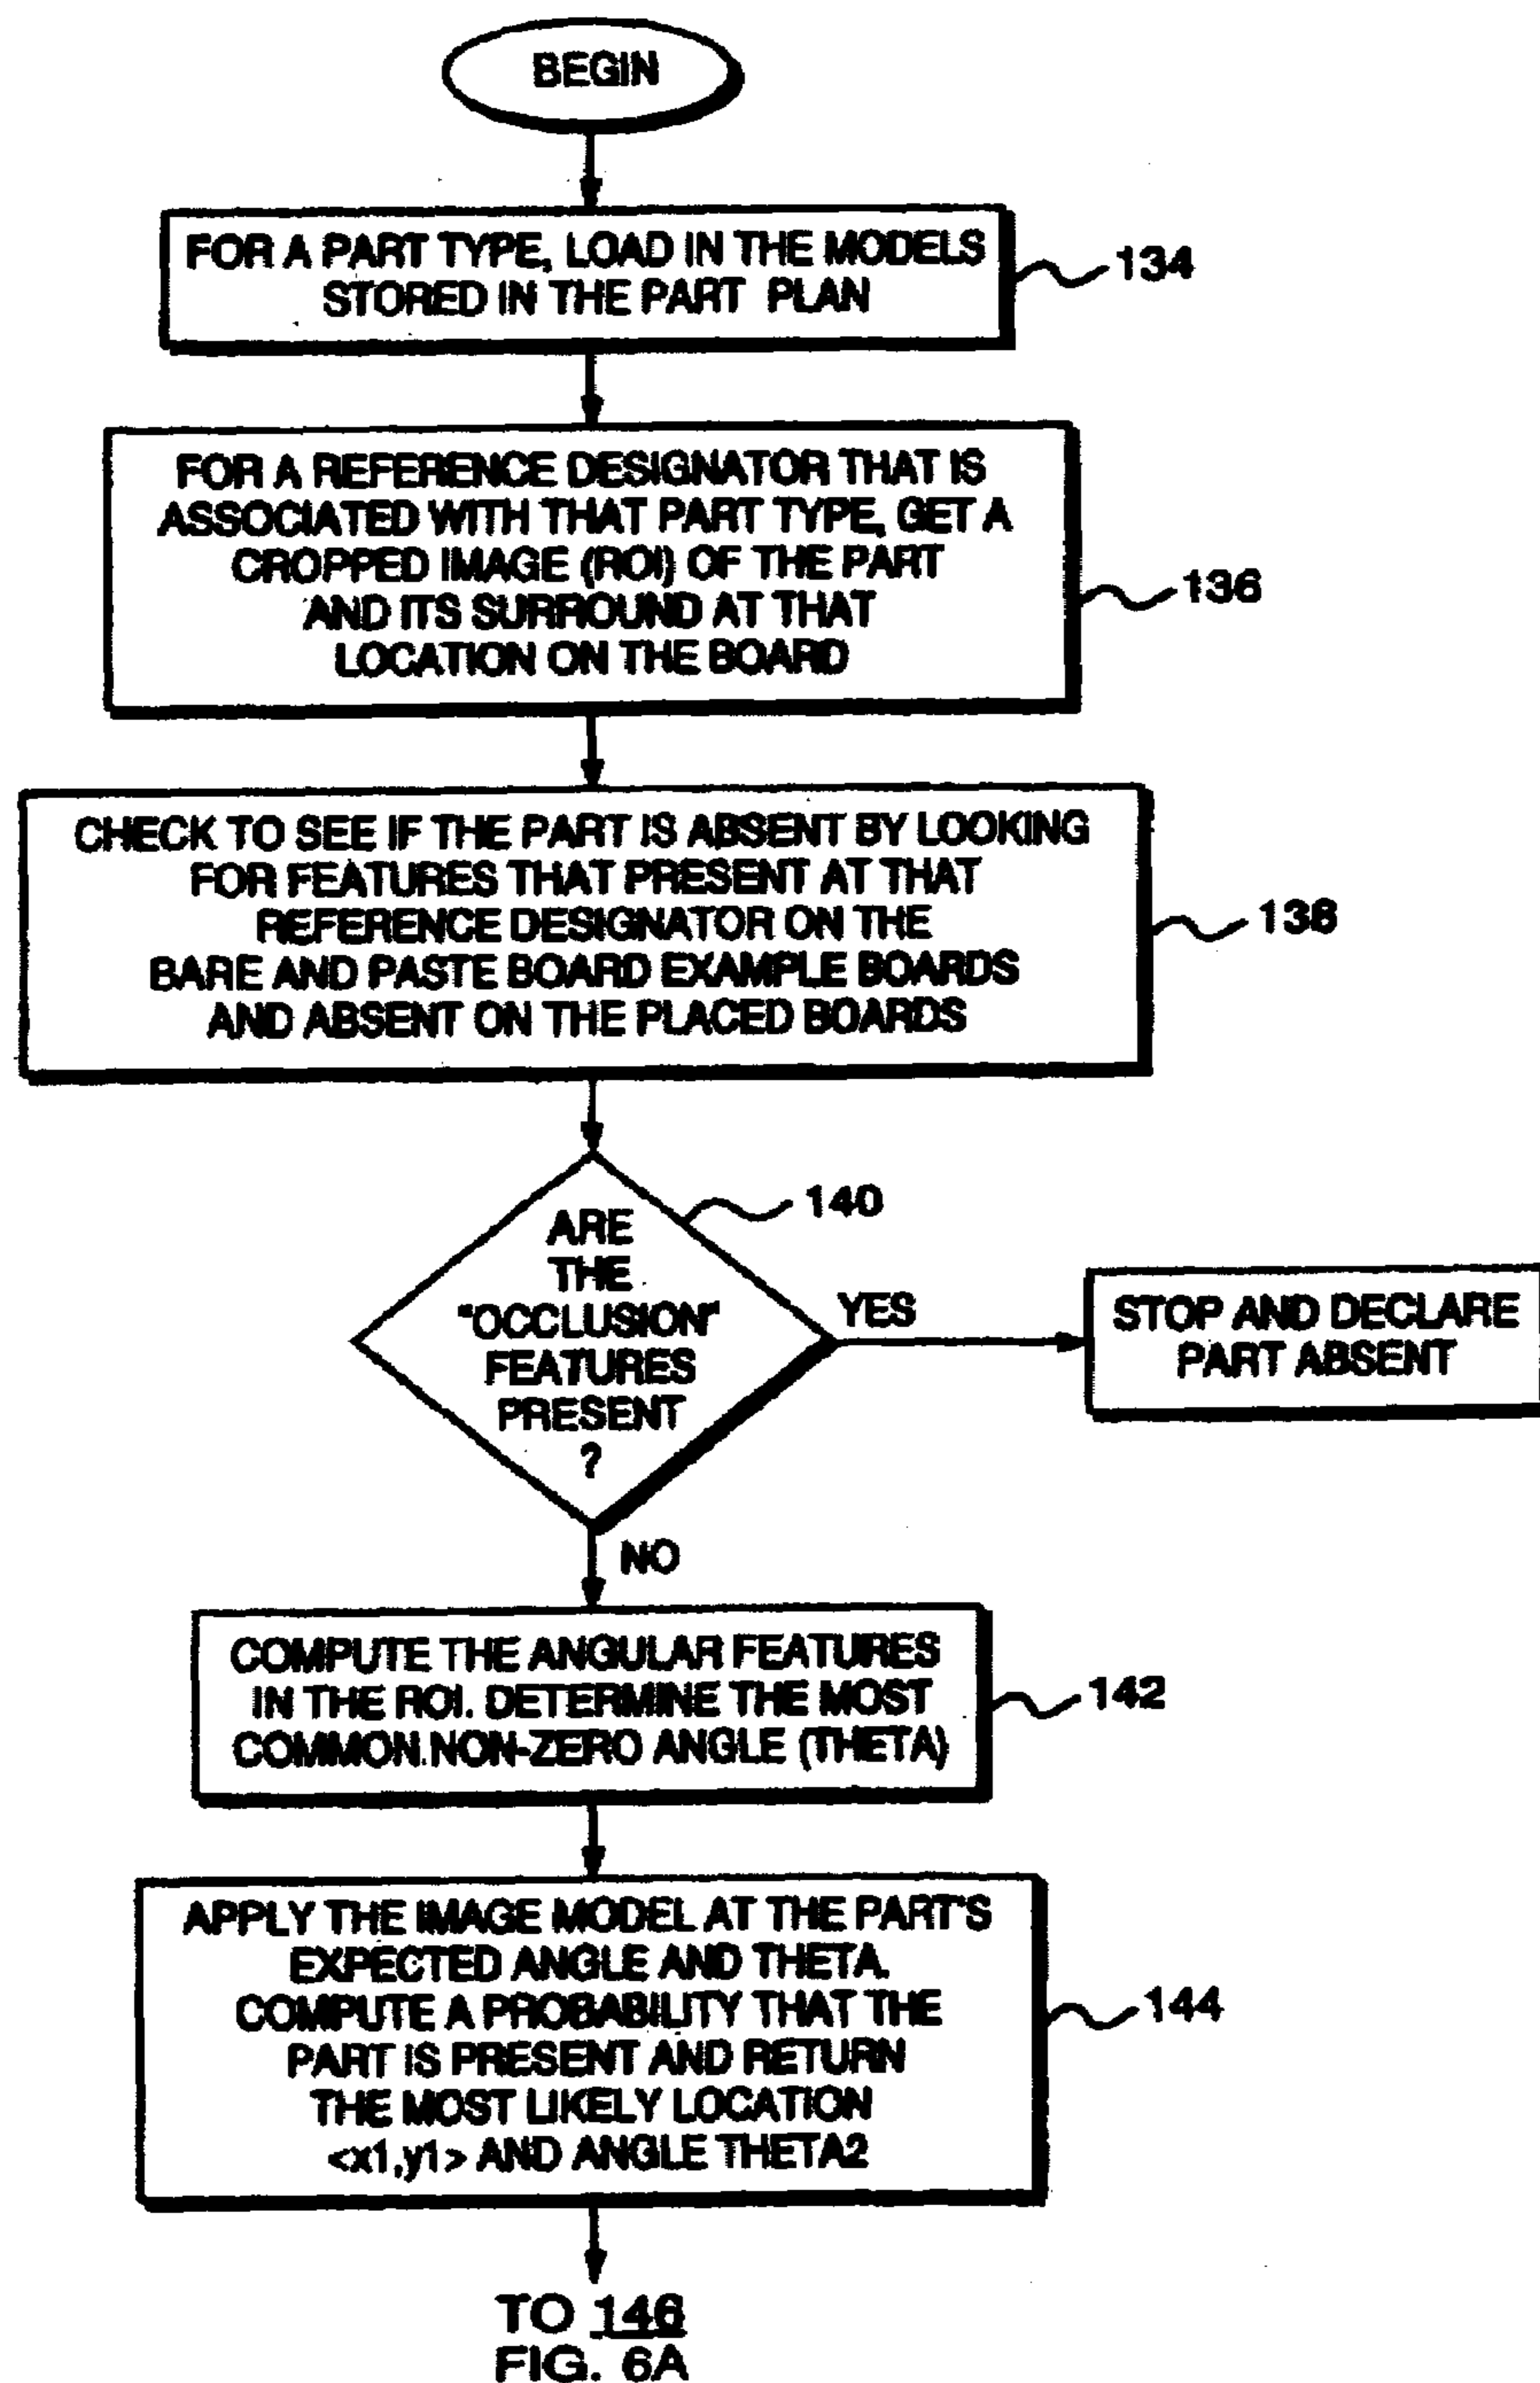 BEGIN
FOR A PART TYPE, LOAD IN THE MODELS
STORED IN THE PART PLAN
134
FOR A REFERENCE DESIGNATOR THAT IS
ASSOCIATED WITH THAT PART TYPE, GET A
CROPPED IMAGE (ROI) OF THE PART
AND ITS SURROUND AT THAT
LOCATION ON THE BOARD
136
CHECK TO SEE IF THE PART IS ABSENT BY LOOKING
FOR FEATURES THAT PRESENT AT THAT
REFERENCE DESIGNATOR ON THE
BARE AND PASTE BOARD EXAMPLE BOARDS
AND ABSENT ON THE PLACED BOARDS
138
ARE
THE
"OCCLUSION"
FEATURES
PRESENT
?
140
YES
STOP AND DECLARE
PART ABSENT
NO
COMPUTE THE ANGULAR FEATURES
IN THE ROI. DETERMINE THE MOST
COMMON NON-ZERO ANGLE (THETA)
142
APPLY THE IMAGE MODEL AT THE PART'S
EXPECTED ANGLE AND THETA.
COMPUTE A PROBABILITY THAT THE
PART IS PRESENT AND RETURN
THE MOST LIKELY LOCATION
<x1,y1> AND ANGLE THETA2
144
TO 146
FIG. 6A